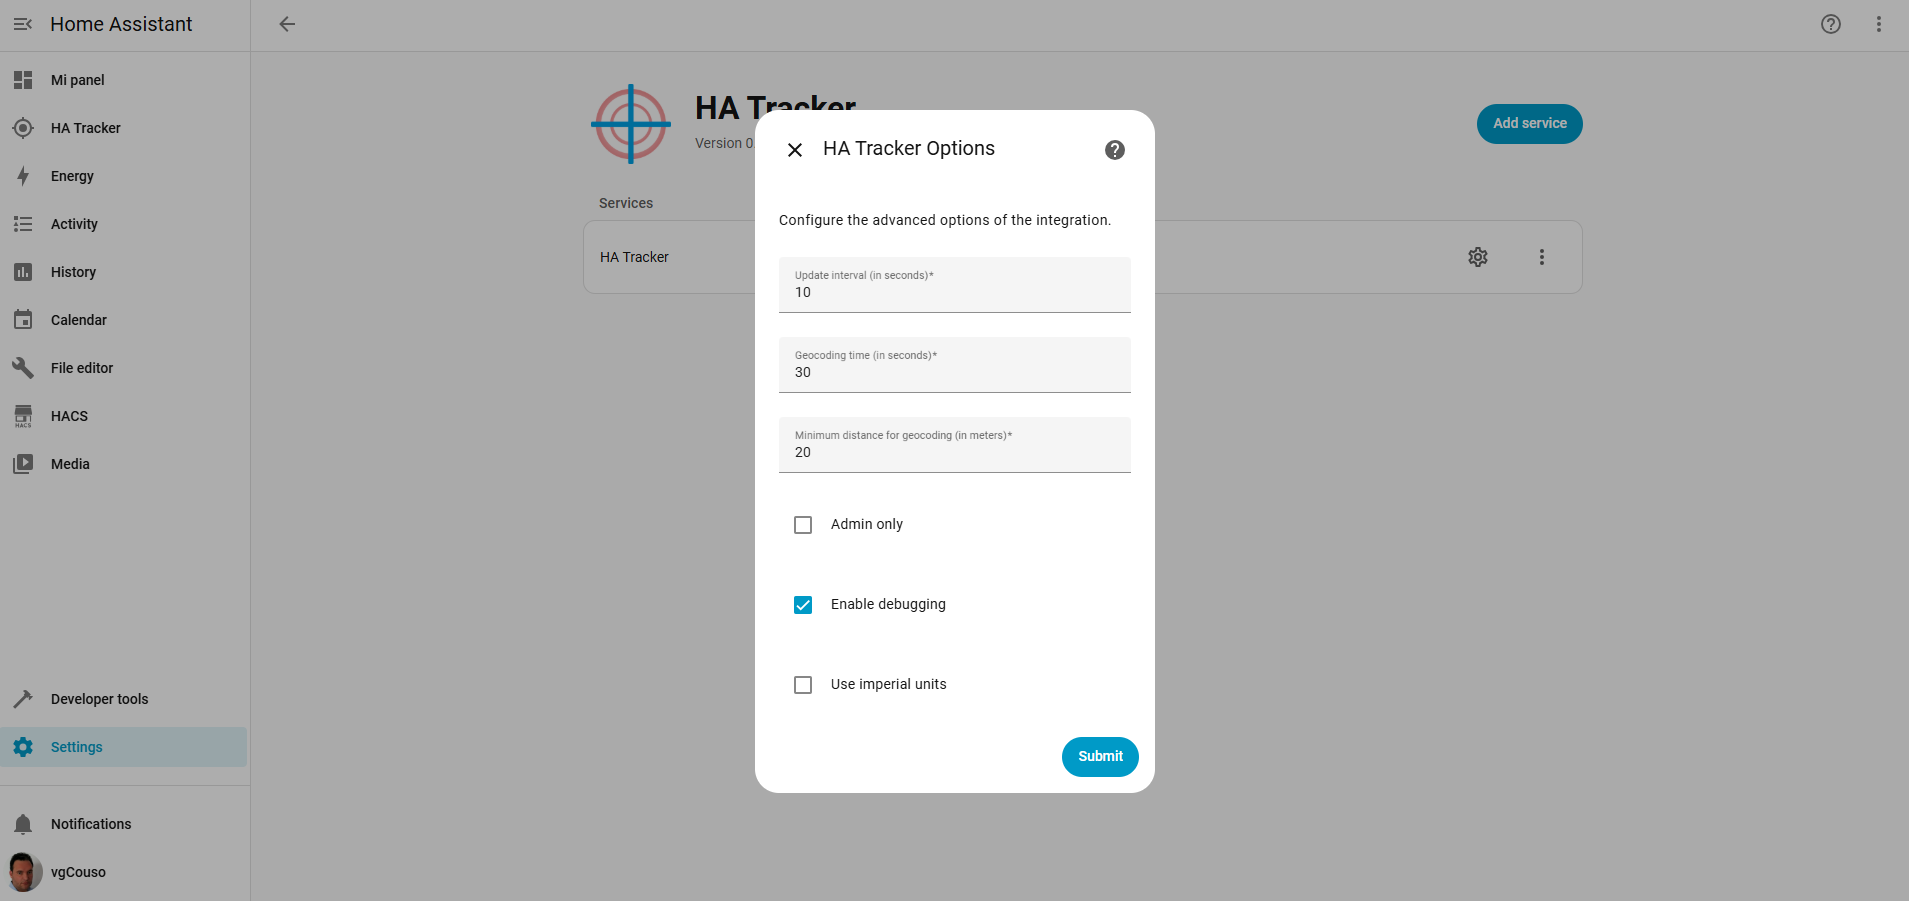 Home Assistant
Mi panel
HA Tracker
Energy
Activity
History
Calendar
File editor
HACS
HACS
Media
Developer tools
Settings
Notifications
vgCouso
HA Tracker
Version 0
Add service
Services
HA Tracker
HA Tracker Options
Configure the advanced options of the integration.
Update interval (in seconds)*
10
Geocoding time (in seconds)*
30
Minimum distance for geocoding (in meters)*
20
Admin only
Enable debugging
Use imperial units
Submit